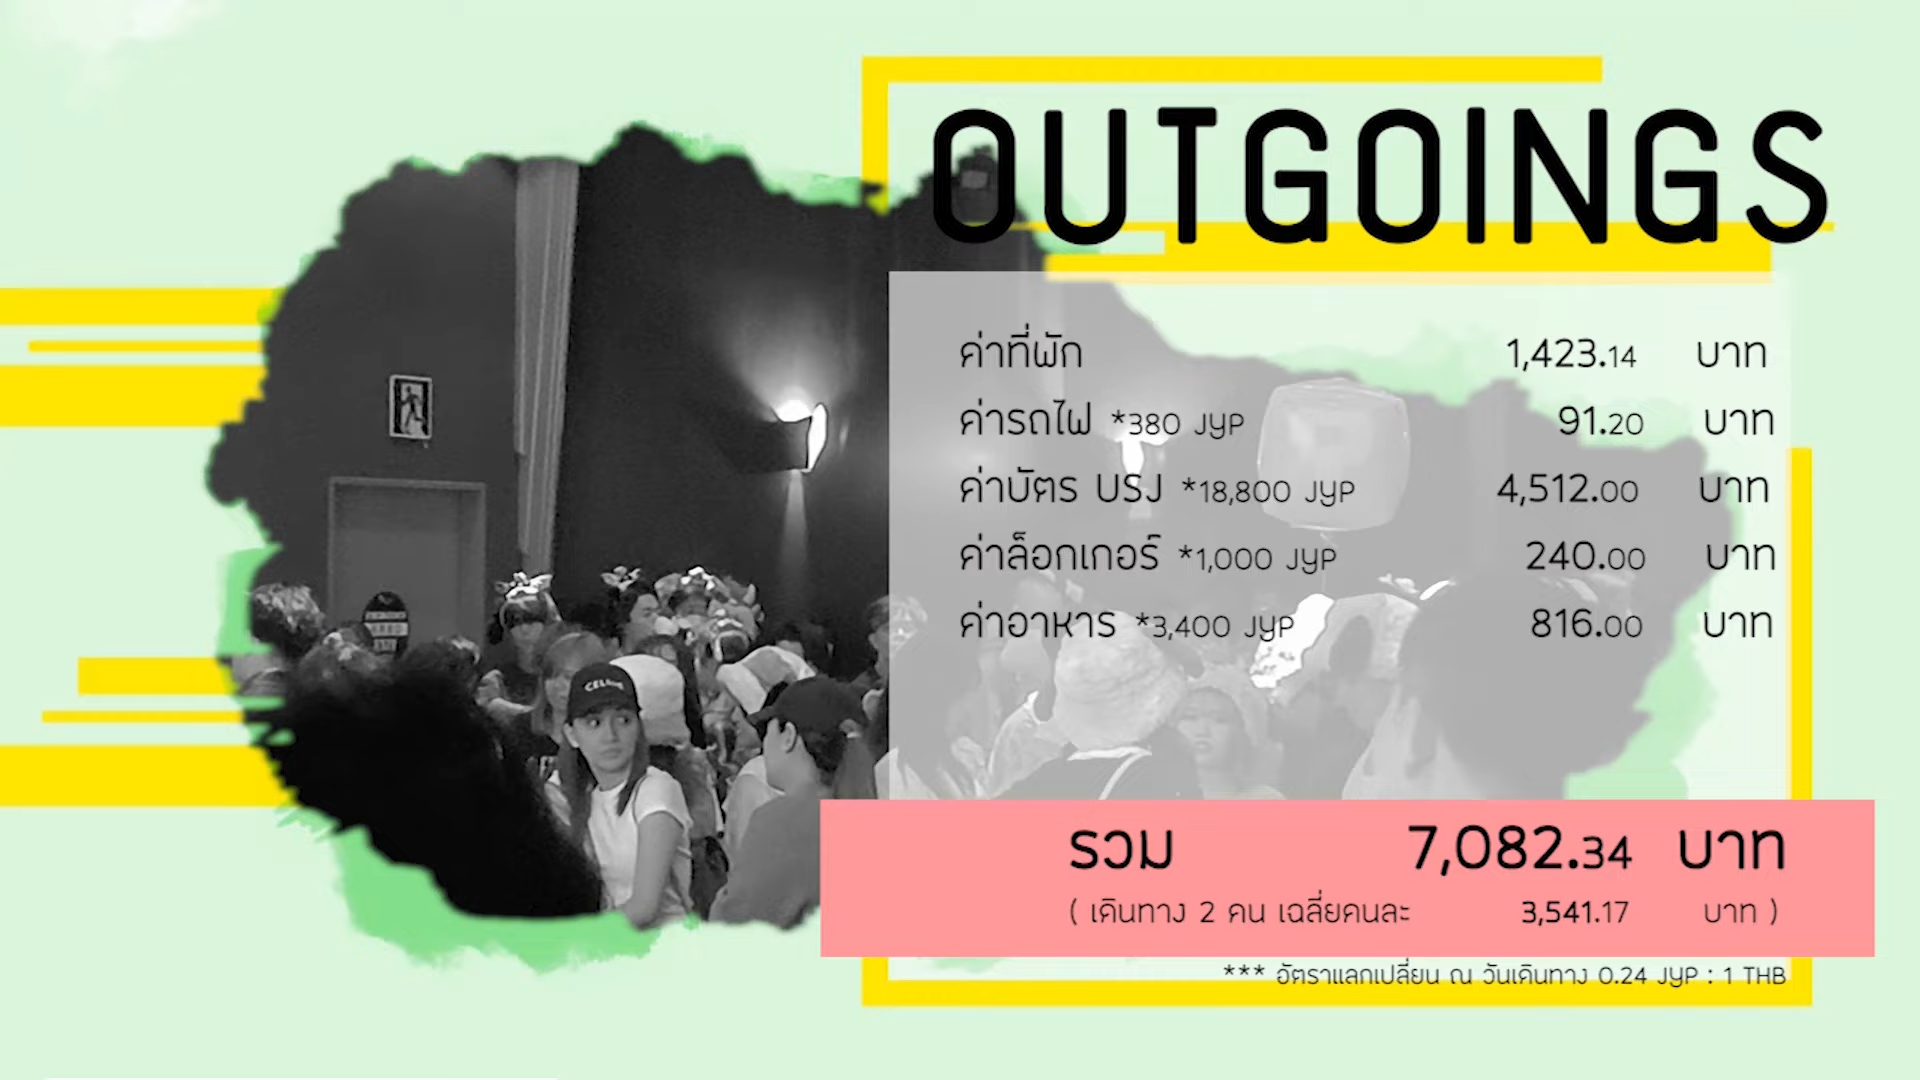 OUTGOINGS
ค่าที่พัก 1,423.14 บาท
ค่ารถไฟ *380 JYP 91.20 บาท
ค่าบัตร USJ *18,800 JYP 4,512.00 บาท
ค่าล็อกเกอร์ *1,000 JYP 240.00 บาท
ค่าอาหาร *3,400 JYP 816.00 บาท
CELINE
รวม 7,082.34 บาท
( เดินทาง 2 คน เฉลี่ยคนละ 3,541.17 บาท )
*** อัตราแลกเปลี่ยน ณ วันเดินทาง 0.24 JYP : 1 THB